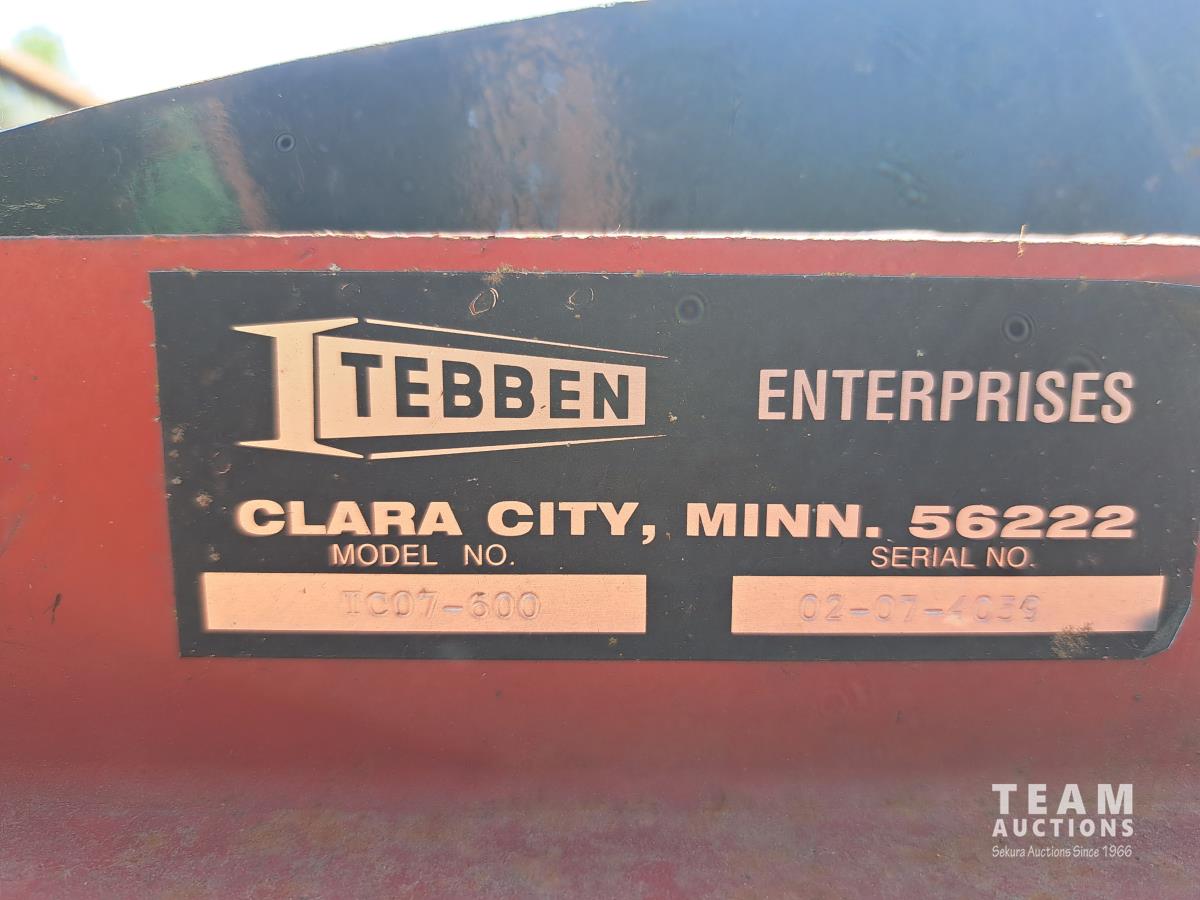 TEBBEN ENTERPRISES
CLARA CITY, MINN. 56222
MODEL NO. SERIAL NO.
TC07-600 02-07-4059
TEAM
AUCTIONS
Sekura Auctions Since 1966